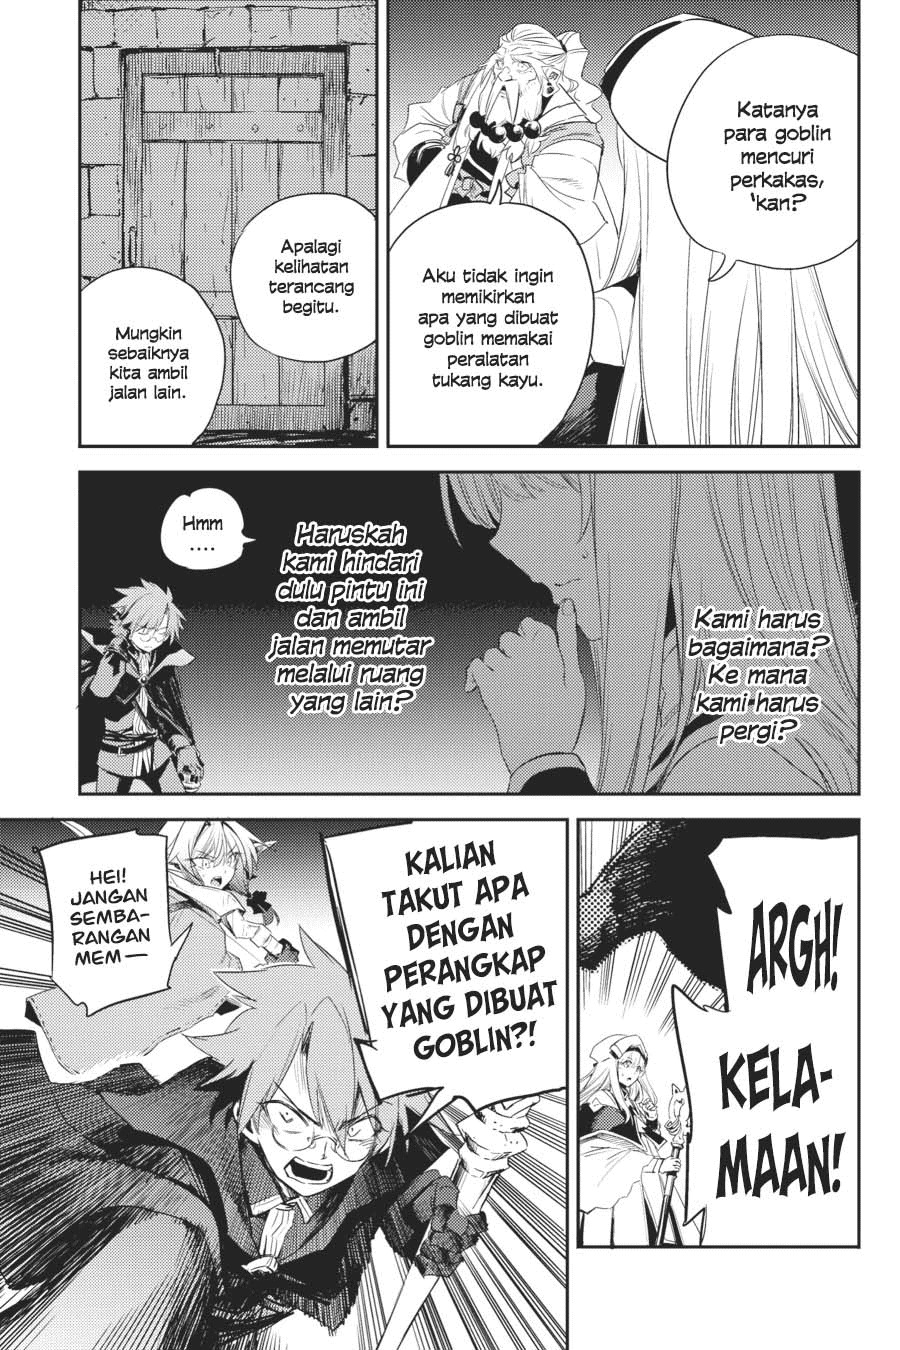 Katanya
para goblin
mencuri
perkakas,
'kan?
Aku tidak ingin
memikirkan
apa yang dibuat
goblin memakai
peralatan
tukang kayu.
Apalagi
kelihatan
terancang
begitu.
Mungkin
sebaiknya
kita ambil
jalan lain.
Kami harus
bagaimana?
Ke mana
kami harus
pergi?
Haruskah
kami hindari
dulu pintu ini
dan ambil
jalan memutar
melalui ruang
yang lain?
Hmm
....
ARGH!
KELA-
MAAN!
KALIAN
TAKUT APA
DENGAN
PERANGKAP
YANG DIBUAT
GOBLIN?!
HEI!
JANGAN
SEMBA-
RANGAN
MEM—